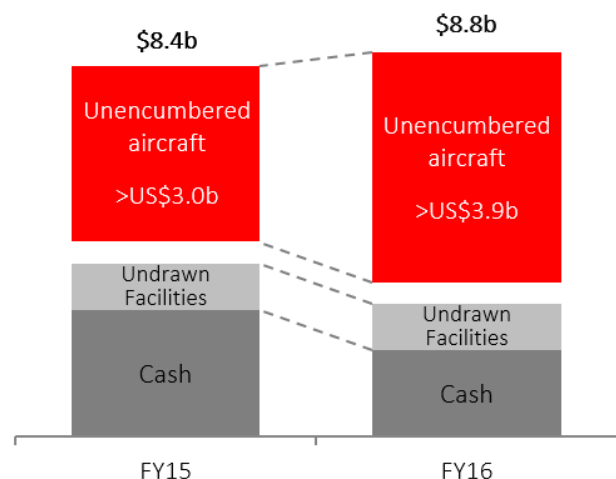 $8.4b
$8.8b
Unencumbered
aircraft
>US$3.0b
Unencumbered
aircraft
>US$3.9b
Undrawn
Facilities
Undrawn
Facilities
Cash
Cash
FY15
FY16